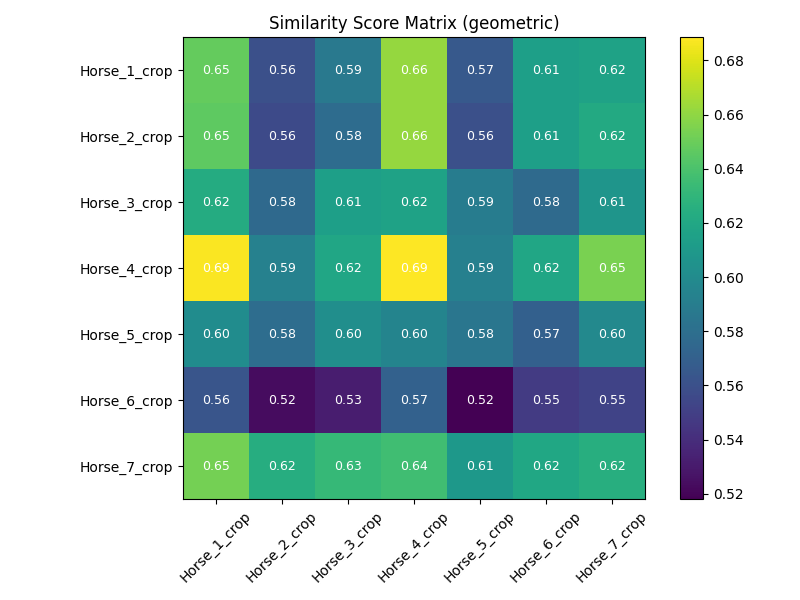 Similarity Score Matrix (geometric)
Horse_1_crop 0.65 0.56 0.59 0.66 0.57 0.61 0.62
Horse_2_crop 0.65 0.56 0.58 0.66 0.56 0.61 0.62
Horse_3_crop 0.62 0.58 0.61 0.62 0.59 0.58 0.61
Horse_4_crop 0.69 0.59 0.62 0.69 0.59 0.62 0.65
Horse_5_crop 0.60 0.58 0.60 0.60 0.58 0.57 0.60
Horse_6_crop 0.56 0.52 0.53 0.57 0.52 0.55 0.55
Horse_7_crop 0.65 0.62 0.63 0.64 0.61 0.62 0.62
Horse_1_crop Horse_2_crop Horse_3_crop Horse_4_crop Horse_5_crop Horse_6_crop Horse_7_crop
0.68
0.66
0.64
0.62
0.60
0.58
0.56
0.54
0.52